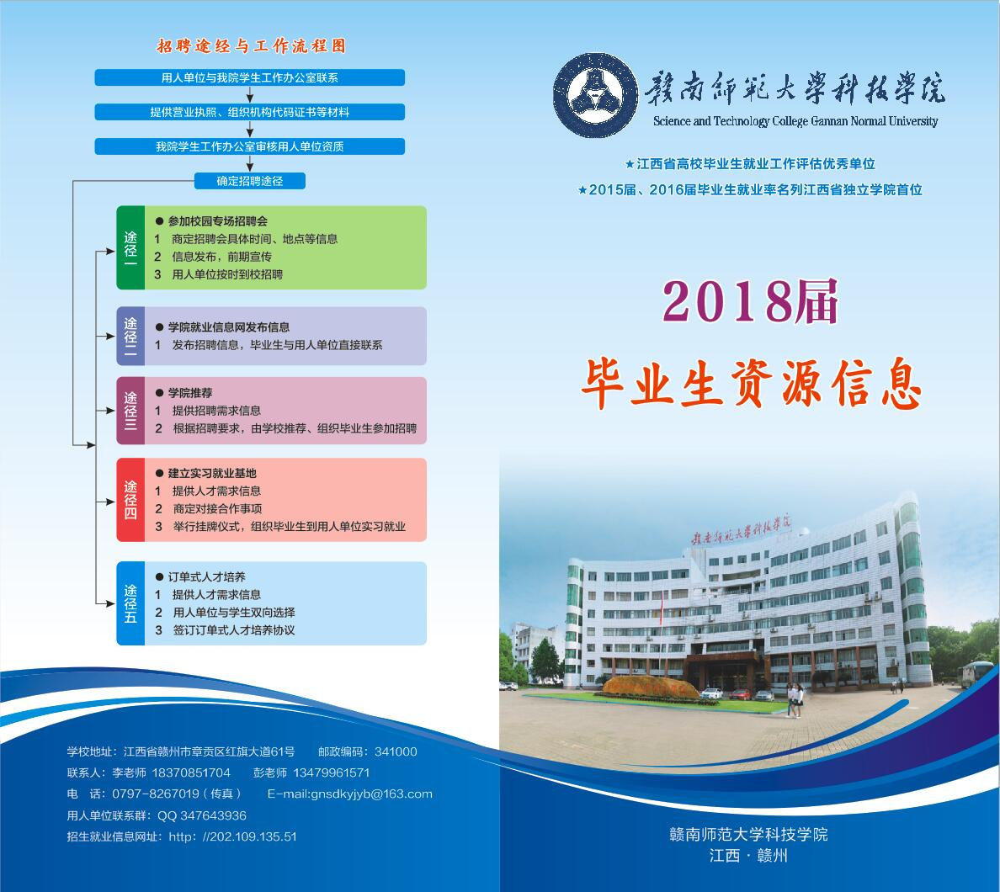 招聘途经与工作流程图
用人单位与我院学生工作办公室联系
提供营业执照、组织机构代码证书等材料
我院学生工作办公室审核用人单位资质
确定招聘途径
途径一
● 参加校园专场招聘会
1 商定招聘会具体时间、地点等信息
2 信息发布，前期宣传
3 用人单位按时到校招聘
途径二
● 学院就业信息网发布信息
1 发布招聘信息，毕业生与用人单位直接联系
途径三
● 学院推荐
1 提供招聘需求信息
2 根据招聘要求，由学校推荐、组织毕业生参加招聘
途径四
● 建立实习就业基地
1 提供人才需求信息
2 商定对接合作事项
3 举行挂牌仪式，组织毕业生到用人单位实习就业
途径五
● 订单式人才培养
1 提供人才需求信息
2 用人单位与学生双向选择
3 签订订单式人才培养协议
学校地址：江西省赣州市章贡区红旗大道61号 邮政编码：341000
联系人：李老师 18370851704 彭老师 13479961571
电 话：0797-8267019（传真） E-mail:gnsdkyjyb@163.com
用人单位联系群：QQ 347643936
招生就业信息网址：http：//202.109.135.51
赣南师范大学科技学院
Science and Technology College Gannan Normal University
★江西省高校毕业生就业工作评估优秀单位
★2015届、2016届毕业生就业率名列江西省独立学院首位
2018届
毕业生资源信息
赣南师范大学科技学院
赣南师范大学科技学院
江西·赣州